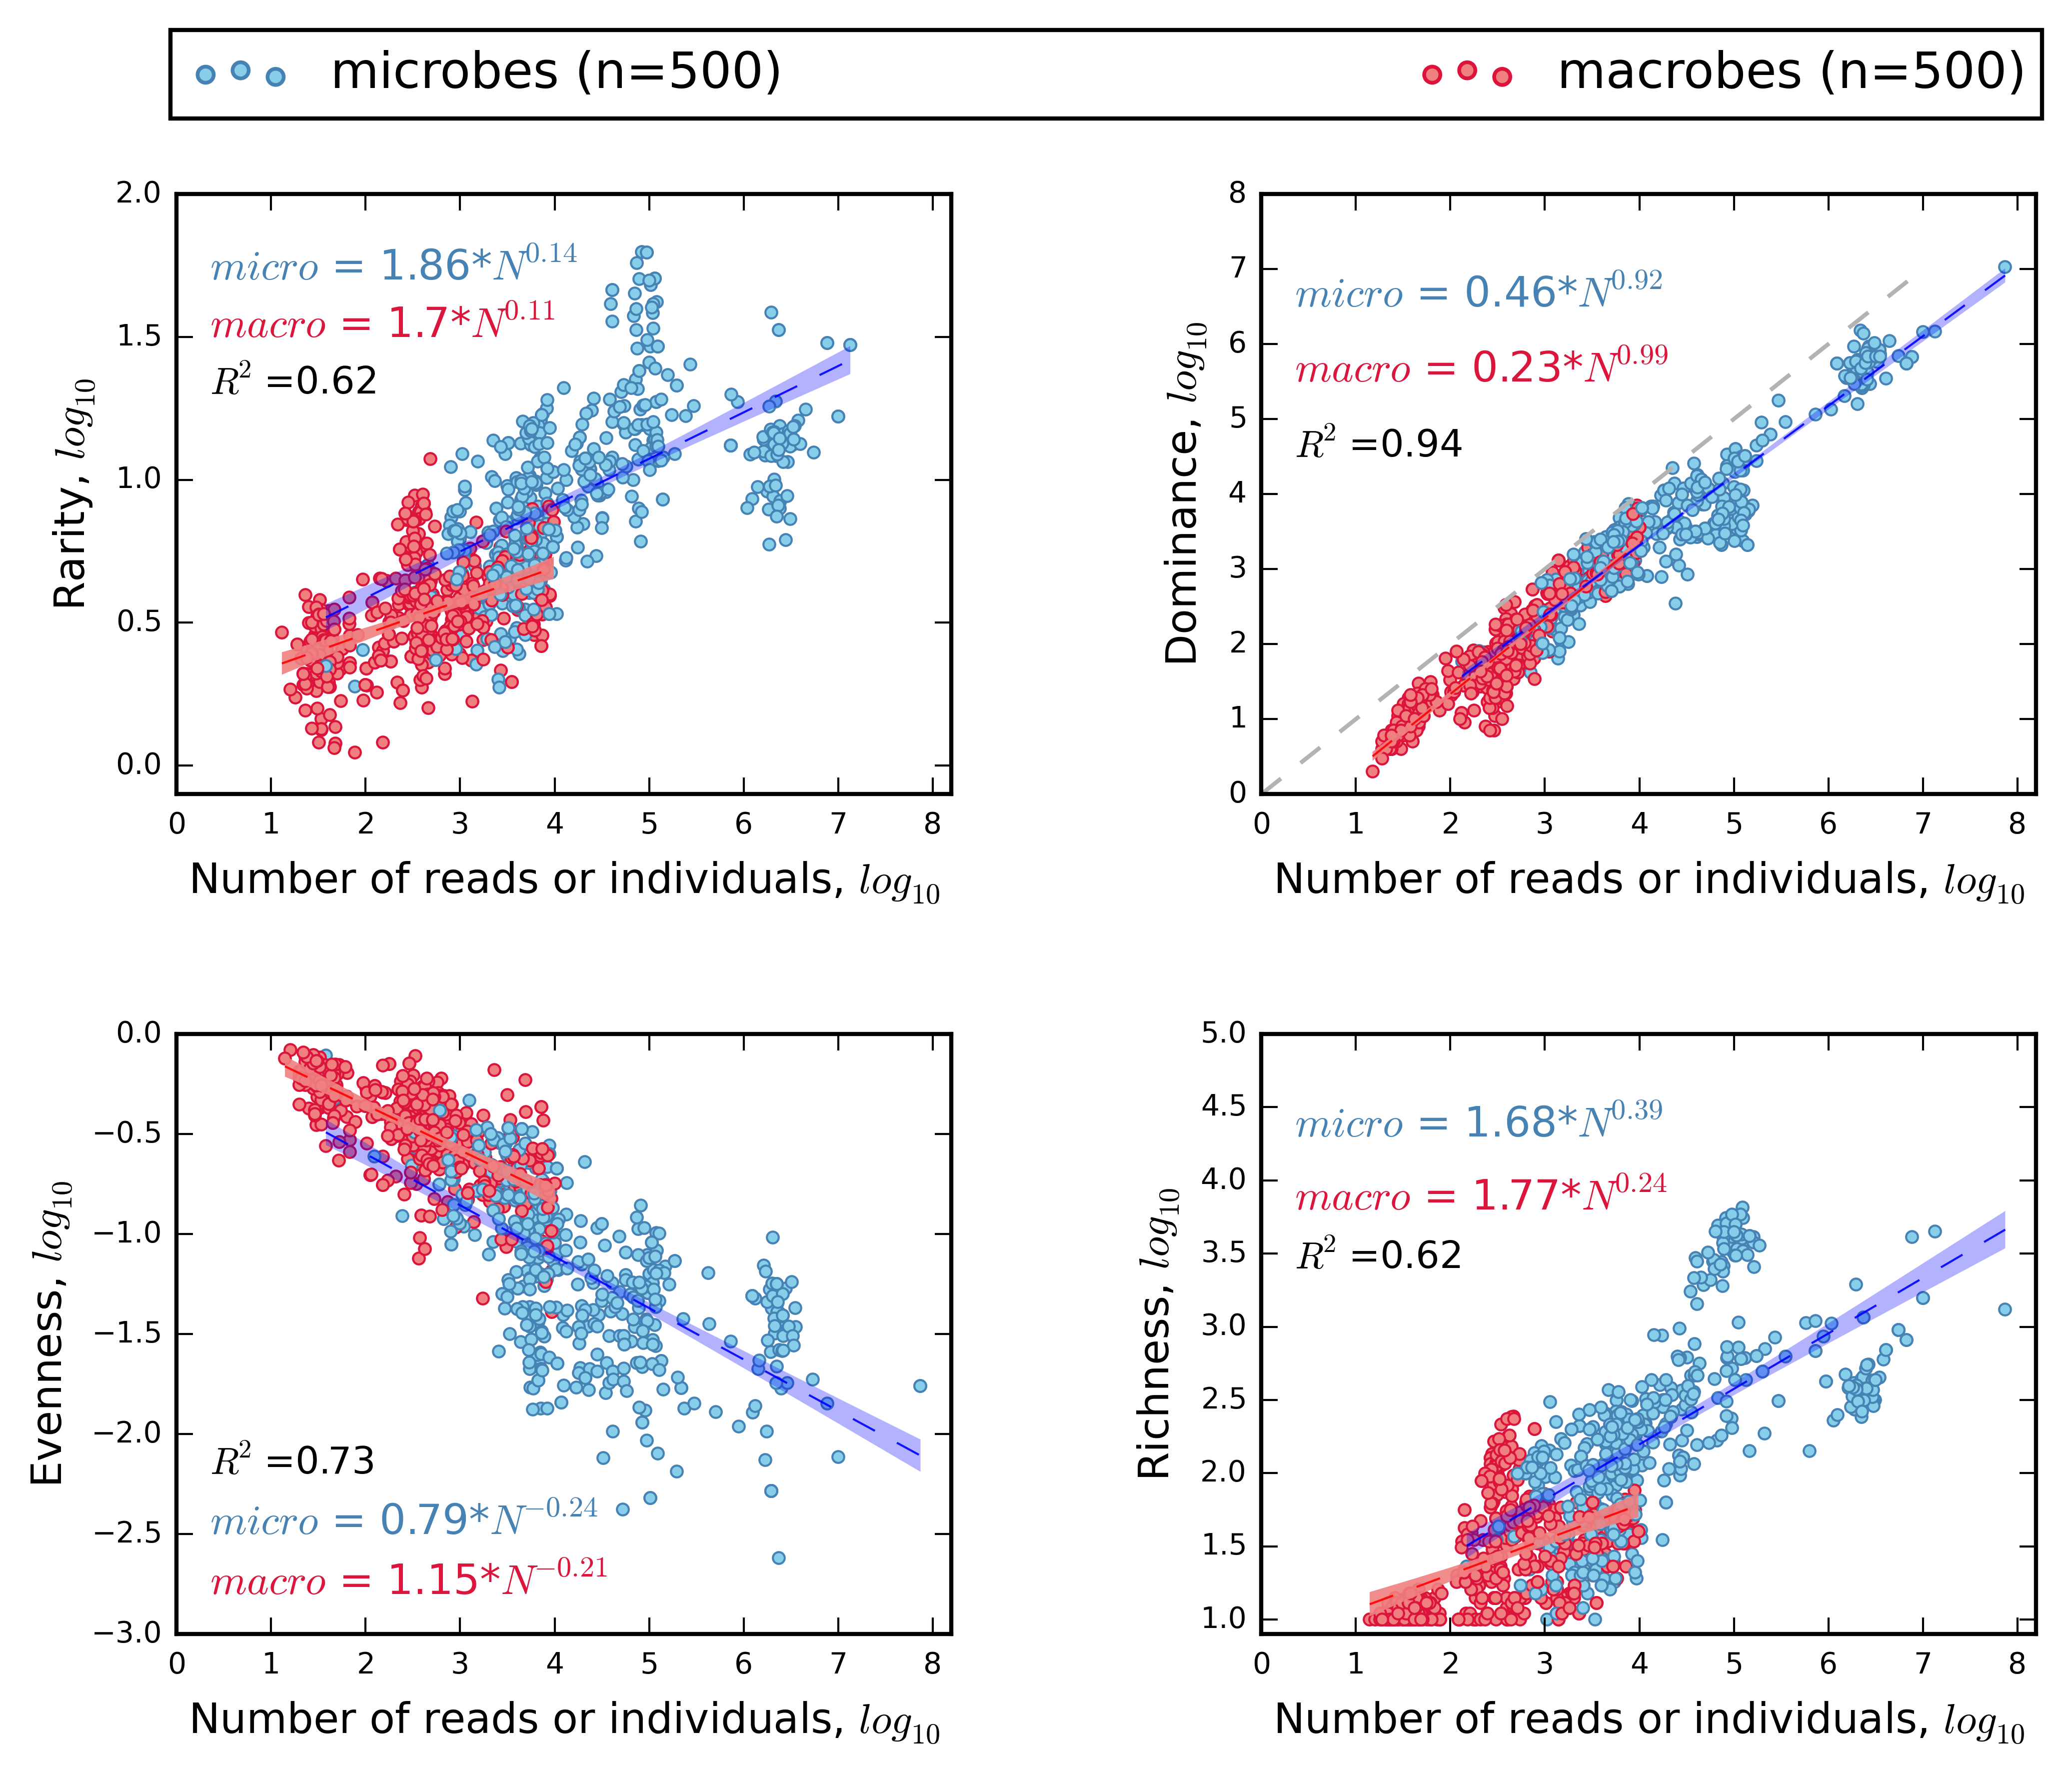 microbes (n=500) macrobes (n=500)
2.0
1.5
1.0
0.5
0.0
Rarity, log10
micro = 1.86*N^0.14
macro = 1.7*N^0.11
R^2 =0.62
0 1 2 3 4 5 6 7 8
Number of reads or individuals, log10
8
7
6
5
4
3
2
1
0
Dominance, log10
micro = 0.46*N^0.92
macro = 0.23*N^0.99
R^2 =0.94
0 1 2 3 4 5 6 7 8
Number of reads or individuals, log10
0.0
−0.5
−1.0
−1.5
−2.0
−2.5
−3.0
Evenness, log10
R^2 =0.73
micro = 0.79*N^−0.24
macro = 1.15*N^−0.21
0 1 2 3 4 5 6 7 8
Number of reads or individuals, log10
5.0
4.5
4.0
3.5
3.0
2.5
2.0
1.5
1.0
Richness, log10
micro = 1.68*N^0.39
macro = 1.77*N^0.24
R^2 =0.62
0 1 2 3 4 5 6 7 8
Number of reads or individuals, log10